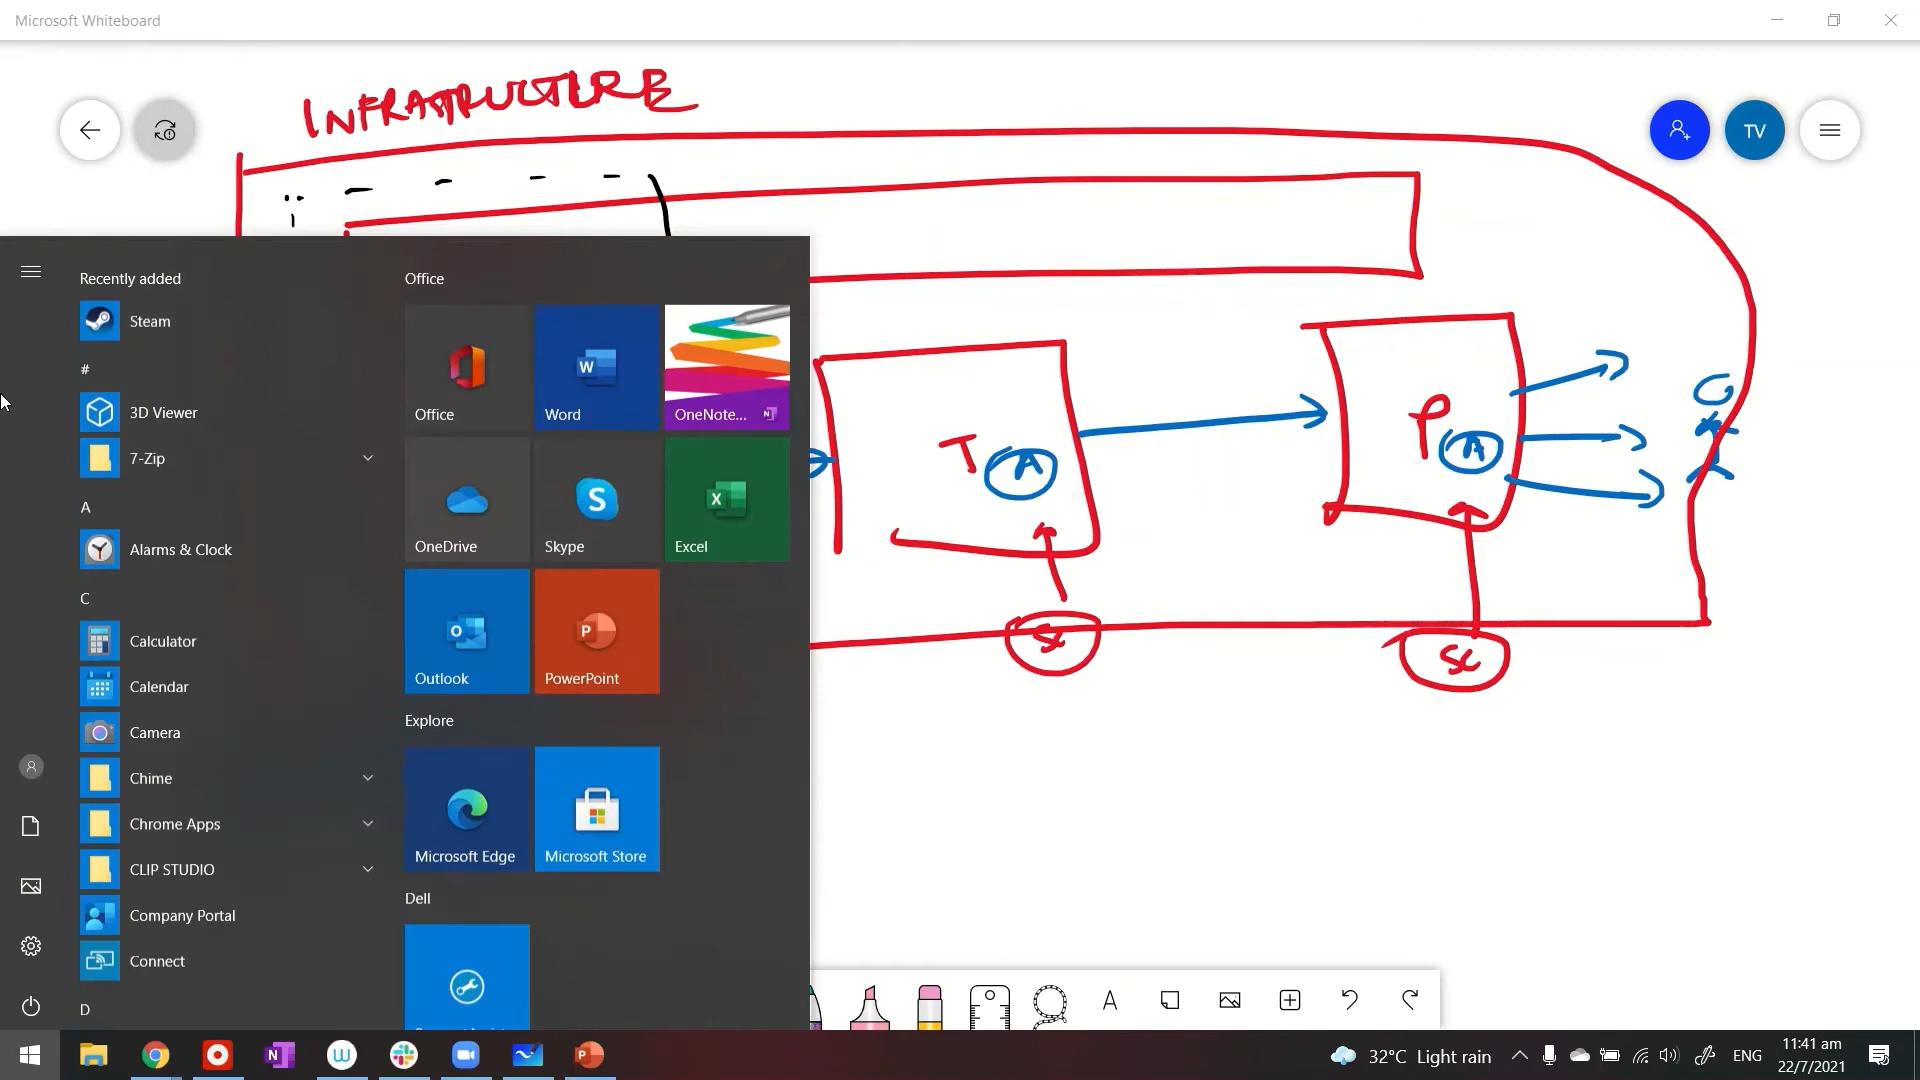 Microsoft Whiteboard
INFRASTRUCTURE
TV
Recently added
Steam
#
3D Viewer
7-Zip
A
Alarms & Clock
C
Calculator
Calendar
Camera
Chime
Chrome Apps
CLIP STUDIO
Company Portal
Connect
D
Office
Office
Word
OneNote...
OneDrive
Skype
Excel
Outlook
PowerPoint
Explore
Microsoft Edge
Microsoft Store
Dell
T
A
P
A
SC
SC
32°C Light rain
ENG
11:41 am
22/7/2021